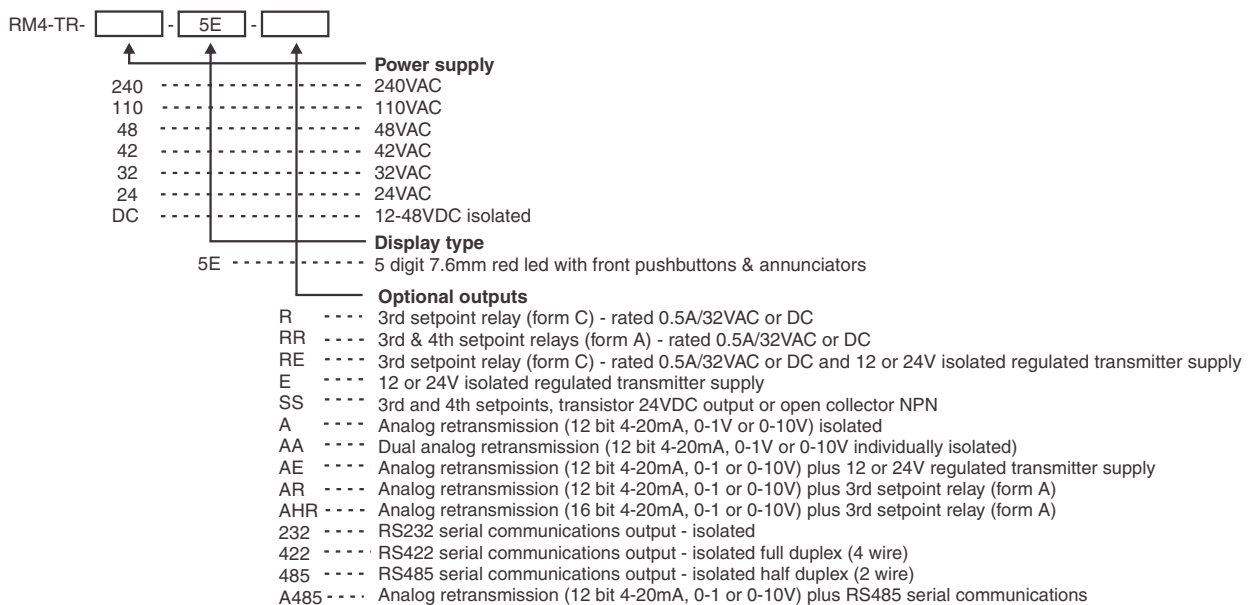 RM4-TR- - 5E -
Power supply
240 - - - - - - - - - - - - - - - - - - 240VAC
110 - - - - - - - - - - - - - - - - - - 110VAC
48 - - - - - - - - - - - - - - - - - - 48VAC
42 - - - - - - - - - - - - - - - - - - 42VAC
32 - - - - - - - - - - - - - - - - - - 32VAC
24 - - - - - - - - - - - - - - - - - - 24VAC
DC - - - - - - - - - - - - - - - - - - 12-48VDC isolated
Display type
5E - - - - - - - - - - - - 5 digit 7.6mm red led with front pushbuttons & annunciators
Optional outputs
R - - - - 3rd setpoint relay (form C) - rated 0.5A/32VAC or DC
RR - - - - 3rd & 4th setpoint relays (form A) - rated 0.5A/32VAC or DC
RE - - - - 3rd setpoint relay (form C) - rated 0.5A/32VAC or DC and 12 or 24V isolated regulated transmitter supply
E - - - - 12 or 24V isolated regulated transmitter supply
SS - - - - 3rd and 4th setpoints, transistor 24VDC output or open collector NPN
A - - - - Analog retransmission (12 bit 4-20mA, 0-1V or 0-10V) isolated
AA - - - - Dual analog retransmission (12 bit 4-20mA, 0-1V or 0-10V individually isolated)
AE - - - - Analog retransmission (12 bit 4-20mA, 0-1 or 0-10V) plus 12 or 24V regulated transmitter supply
AR - - - - Analog retransmission (12 bit 4-20mA, 0-1 or 0-10V) plus 3rd setpoint relay (form A)
AHR - - - - Analog retransmission (16 bit 4-20mA, 0-1 or 0-10V) plus 3rd setpoint relay (form A)
232 - - - - RS232 serial communications output - isolated
422 - - - - RS422 serial communications output - isolated full duplex (4 wire)
485 - - - - RS485 serial communications output - isolated half duplex (2 wire)
A485 - - - - Analog retransmission (12 bit 4-20mA, 0-1 or 0-10V) plus RS485 serial communications